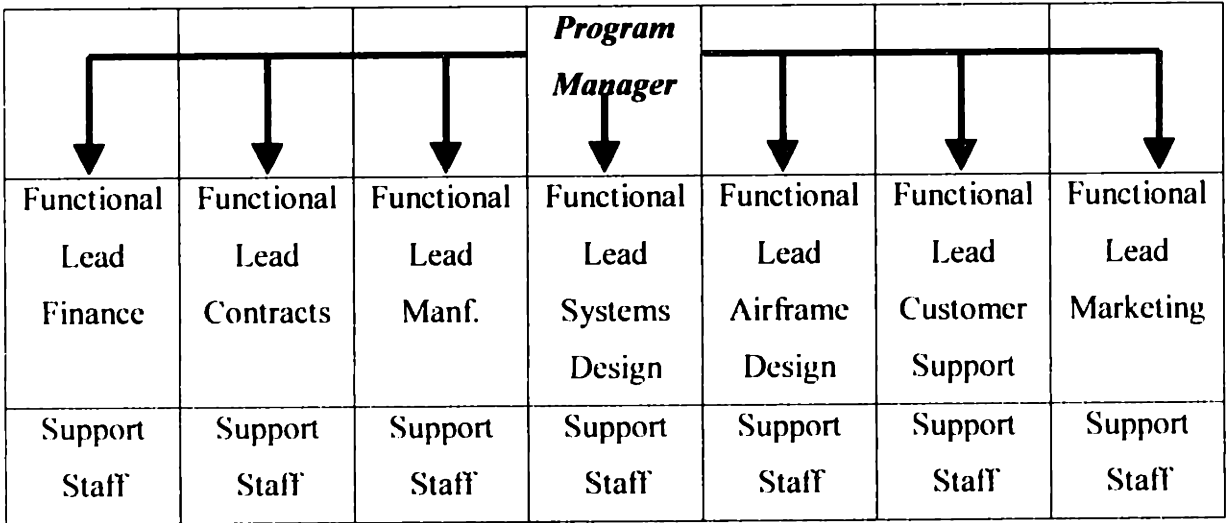 Program
Manager
Functional
Lead
Finance
Functional
Lead
Contracts
Functional
Lead
Manf.
Functional
Lead
Systems
Design
Functional
Lead
Airframe
Design
Functional
Lead
Customer
Support
Functional
Lead
Marketing
Support
Staff
Support
Staff
Support
Staff
Support
Staff
Support
Staff
Support
Staff
Support
Staff